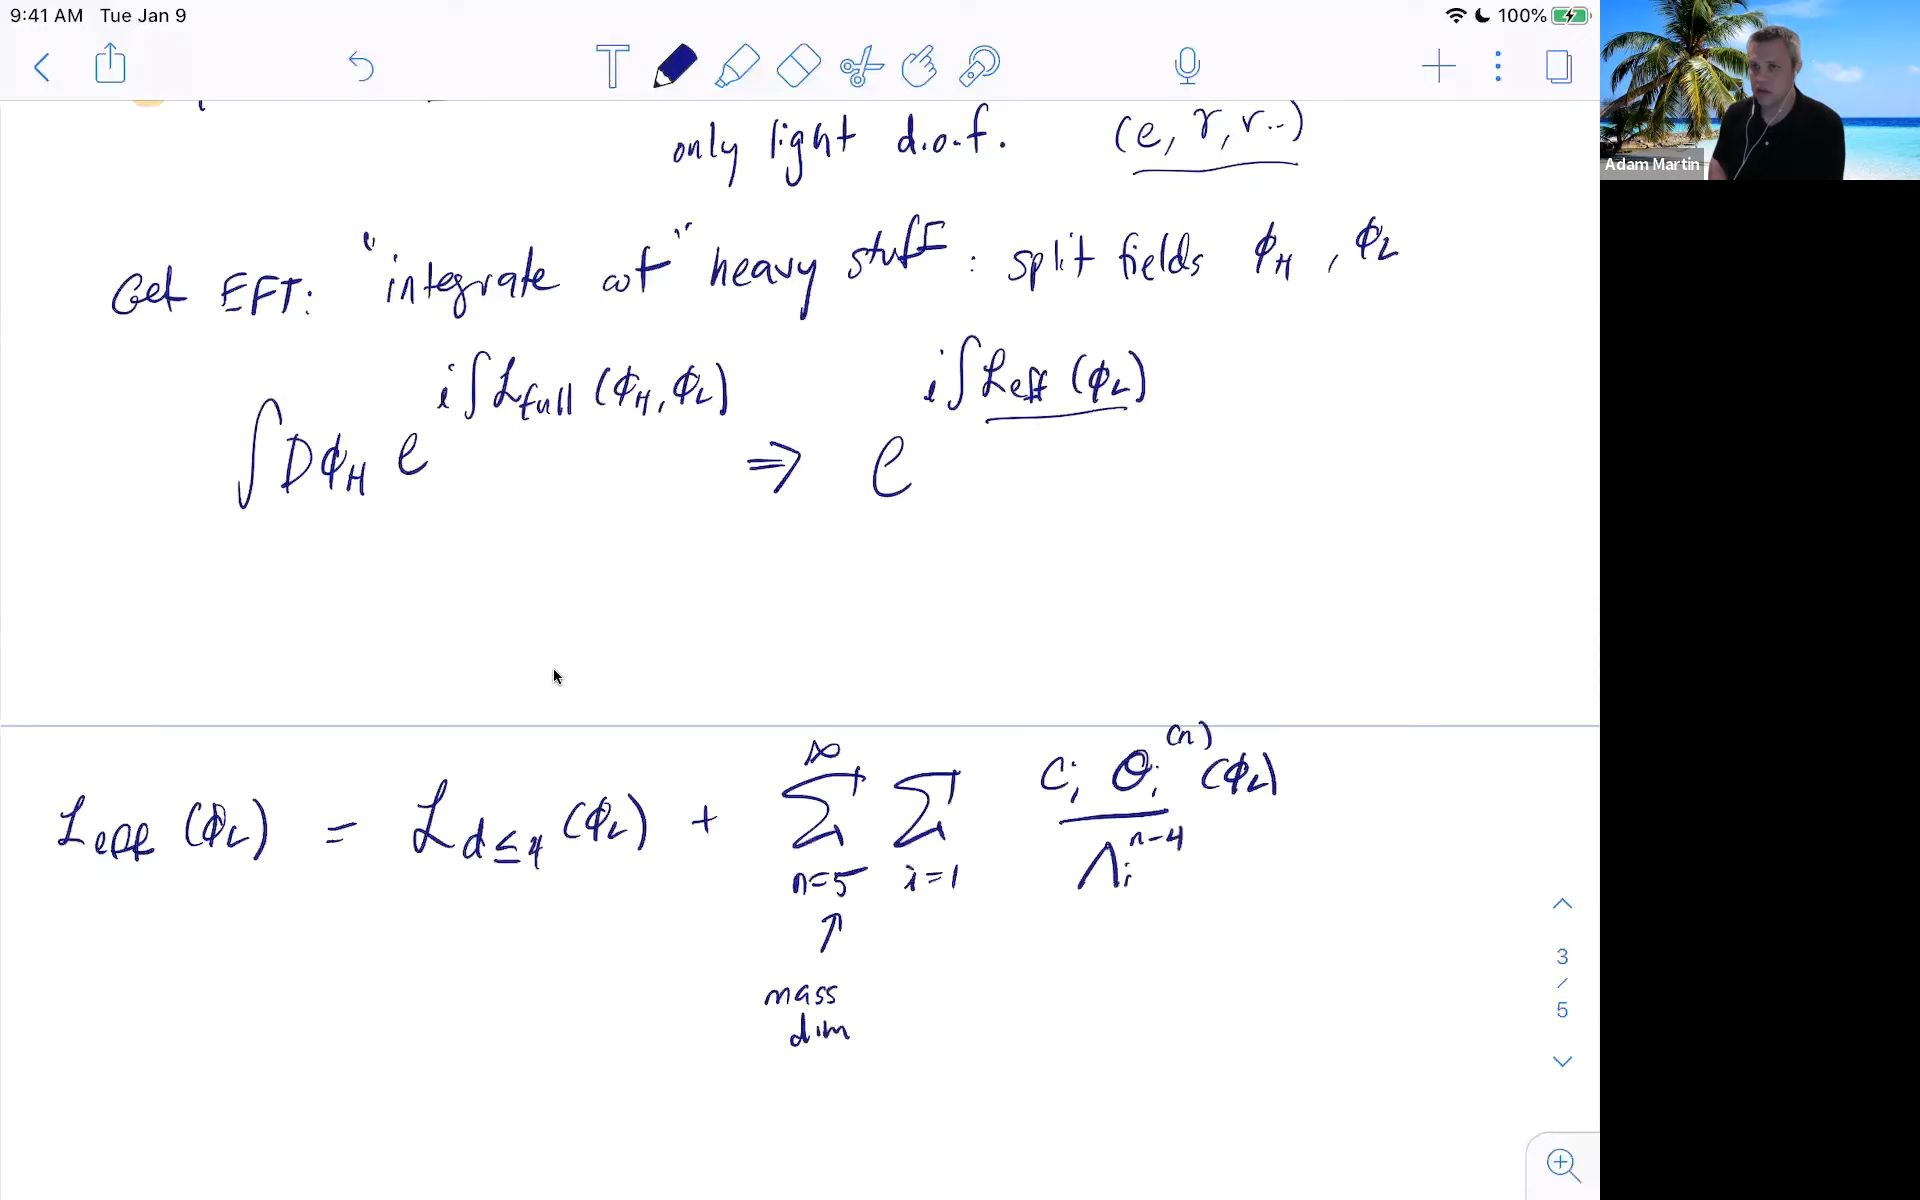 9:41 AM Tue Jan 9
100%
Adam Martin
only light d.o.f. (e, γ, ν..)
Get EFT: "integrate out" heavy stuff : split fields ϕ_H , ϕ_L
∫Dϕ_H e^{i∫ℒ_full (ϕ_H, ϕ_L)} ⇒ e^{i∫ℒ_eff (ϕ_L)}
ℒ_eff (ϕ_L) = ℒ_{d≤4} (ϕ_L) + ∑_{n=5}^{∞} ∑_{i=1} C_i O_i^{(n)} (ϕ_L) / Λ_i^{n-4}
↑
mass
dim
3
/
5